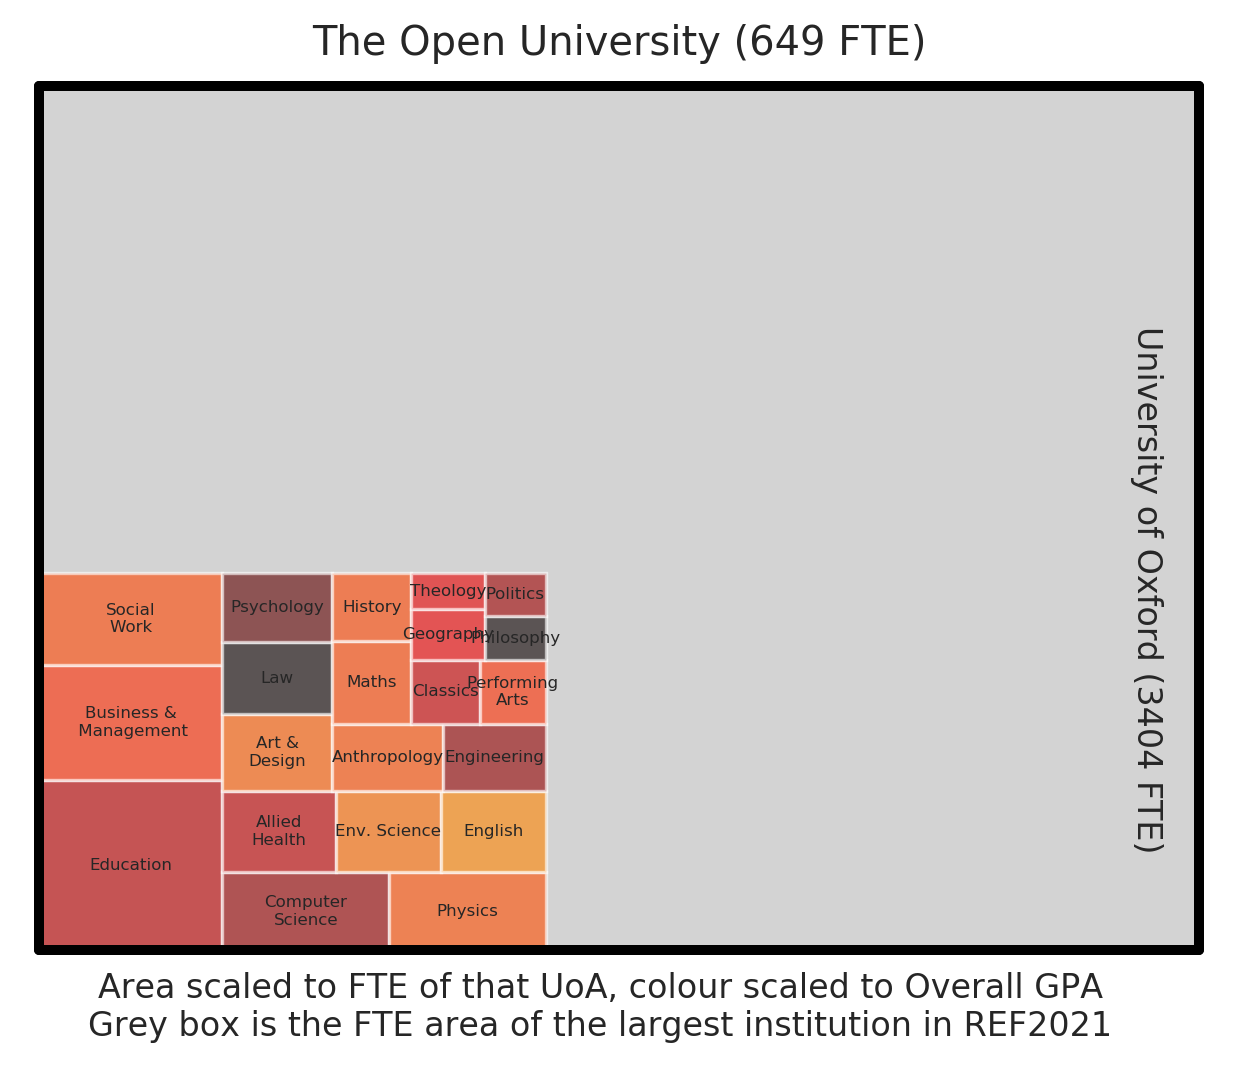 The Open University (649 FTE)
University of Oxford (3404 FTE)
Social
Work
Psychology
History
Theology
Politics
Geography
Philosophy
Business &
Management
Law
Maths
Classics
Performing
Arts
Art &
Design
Anthropology
Engineering
Education
Allied
Health
Env. Science
English
Computer
Science
Physics
Area scaled to FTE of that UoA, colour scaled to Overall GPA
Grey box is the FTE area of the largest institution in REF2021